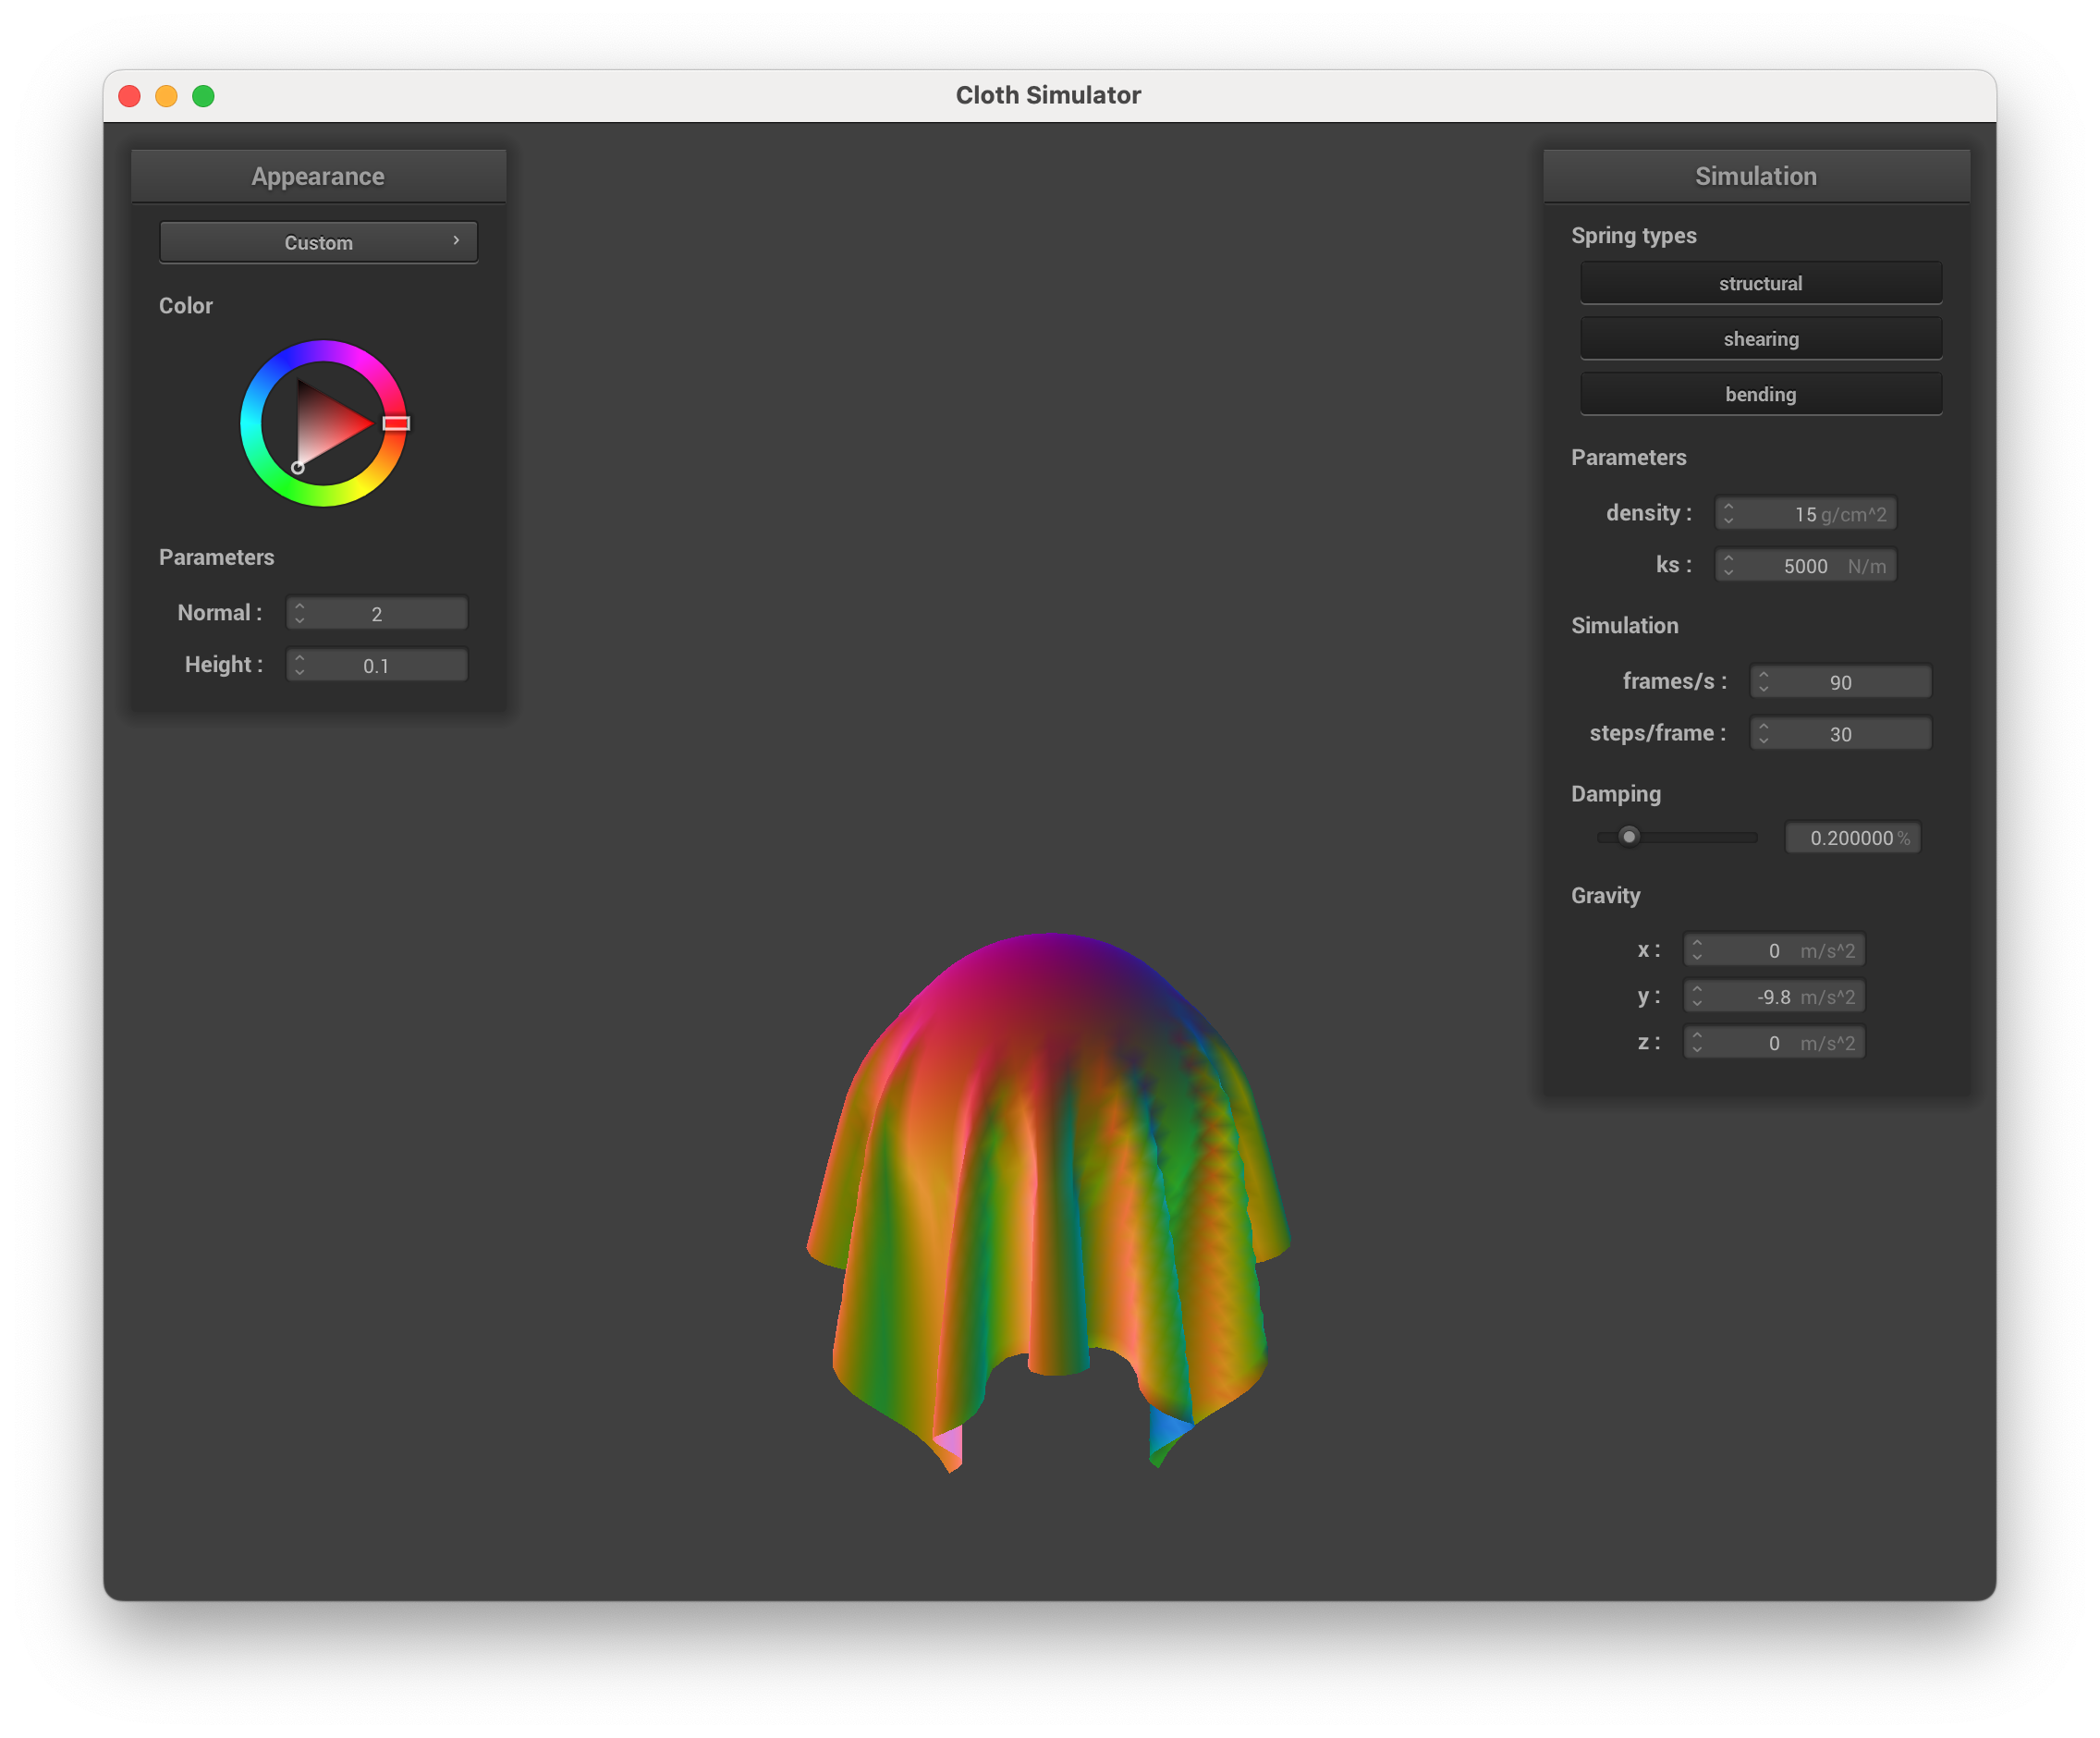 Cloth Simulator
Appearance
Custom
Color
Parameters
Normal : 2
Height : 0.1
Simulation
Spring types
structural
shearing
bending
Parameters
density : 15 g/cm^2
ks : 5000 N/m
Simulation
frames/s : 90
steps/frame : 30
Damping
0.200000 %
Gravity
x : 0 m/s^2
y : -9.8 m/s^2
z : 0 m/s^2